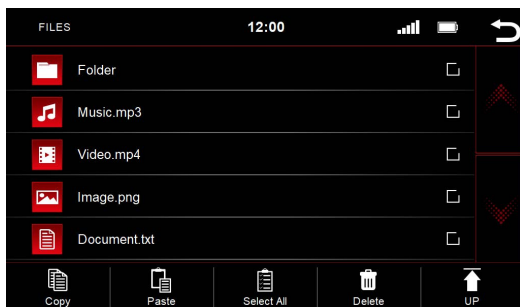 FILES 12:00
Folder
Music.mp3
Video.mp4
Image.png
Document.txt
Copy Paste Select All Delete UP